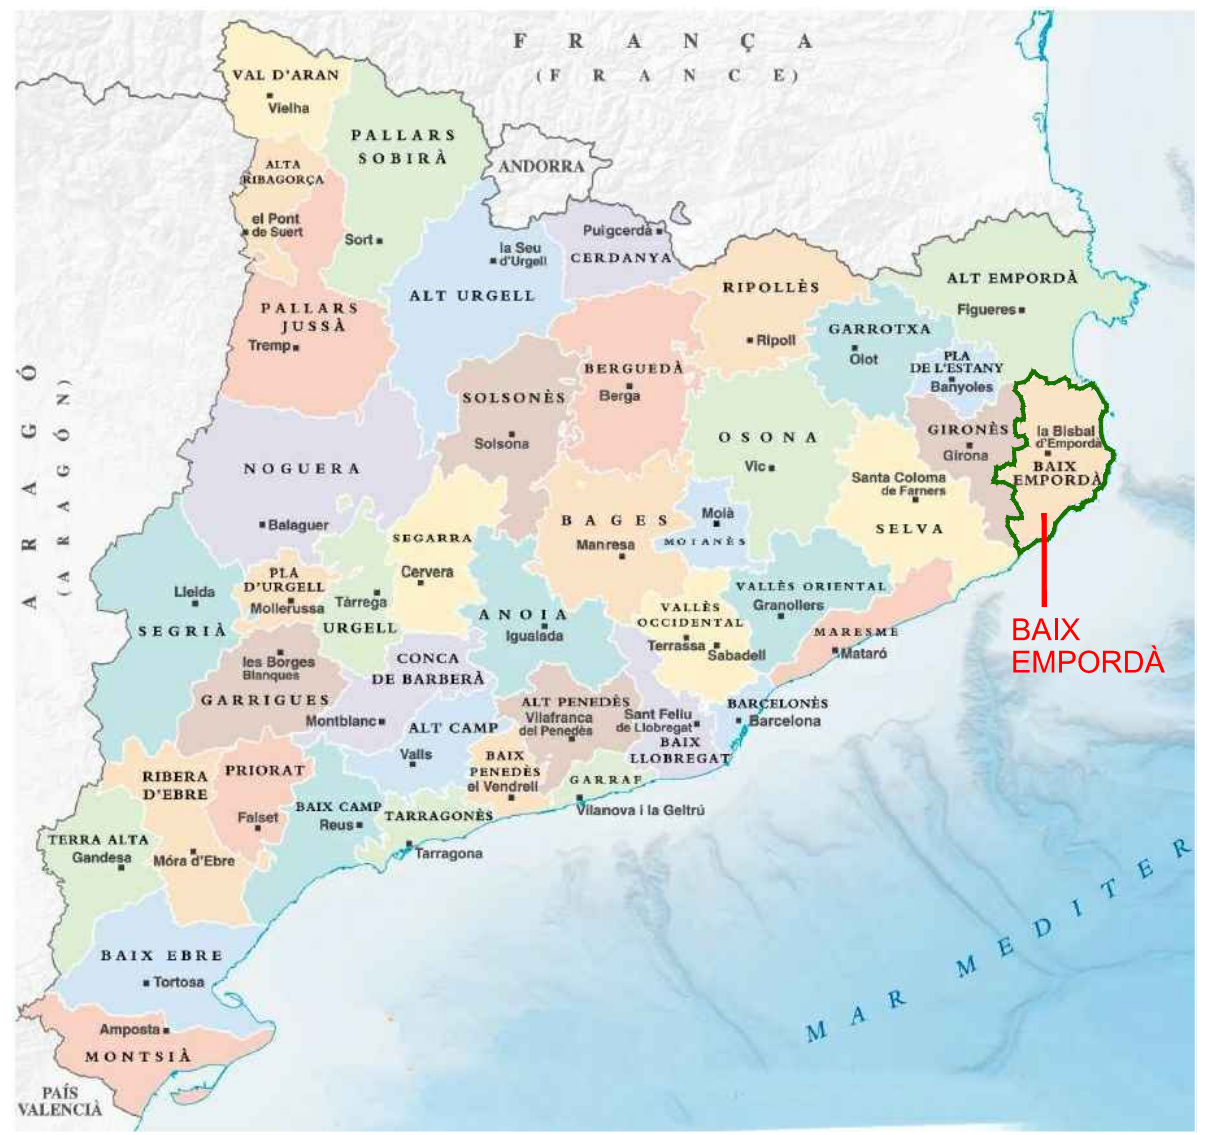 F R A N Ç A
( F R A N C E )
VAL D'ARAN
Vielha
PALLARS
SOBIRÀ
ALTA
RIBAGORÇA
ANDORRA
el Pont
de Suert
Sort
la Seu
d'Urgell
Puigcerdà
CERDANYA
ALT URGELL
RIPOLLÈS
ALT EMPORDÀ
Figueres
PALLARS
JUSSÀ
Tremp
Ripoll
GARROTXA
Olot
PLA
DE L'ESTANY
Banyoles
BERGUEDÀ
Berga
SOLSONÈS
Solsona
OSONA
Vic
GIRONÈS
Girona
la Bisbal
d'Empordà
BAIX
EMPORDÀ
A R A G Ó
( A R A G Ó N )
NOGUERA
Balaguer
Santa Coloma
de Farners
SELVA
BAGES
Manresa
Moià
MOIANÈS
SEGARRA
Cervera
PLA
D'URGELL
Mollerussa
Lleida
SEGRIÀ
Tàrrega
URGELL
ANOIA
Igualada
VALLÈS ORIENTAL
Granollers
VALLÈS
OCCIDENTAL
Terrassa
Sabadell
MARESME
Mataró
BAIX
EMPORDÀ
les Borges
Blanques
GARRIGUES
CONCA
DE BARBERÀ
Montblanc
ALT CAMP
Valls
ALT PENEDÈS
Vilafranca
del Penedès
Sant Feliu
de Llobregat
BAIX
LLOBREGAT
BARCELONÈS
Barcelona
BAIX
PENEDÈS
el Vendrell
GARRAF
Vilanova i la Geltrú
RIBERA
D'EBRE
PRIORAT
Falset
BAIX CAMP
Reus
TARRAGONÈS
Tarragona
TERRA ALTA
Gandesa
Móra d'Ebre
BAIX EBRE
Tortosa
Amposta
MONTSIÀ
PAÍS
VALENCIÀ
MAR MEDITER